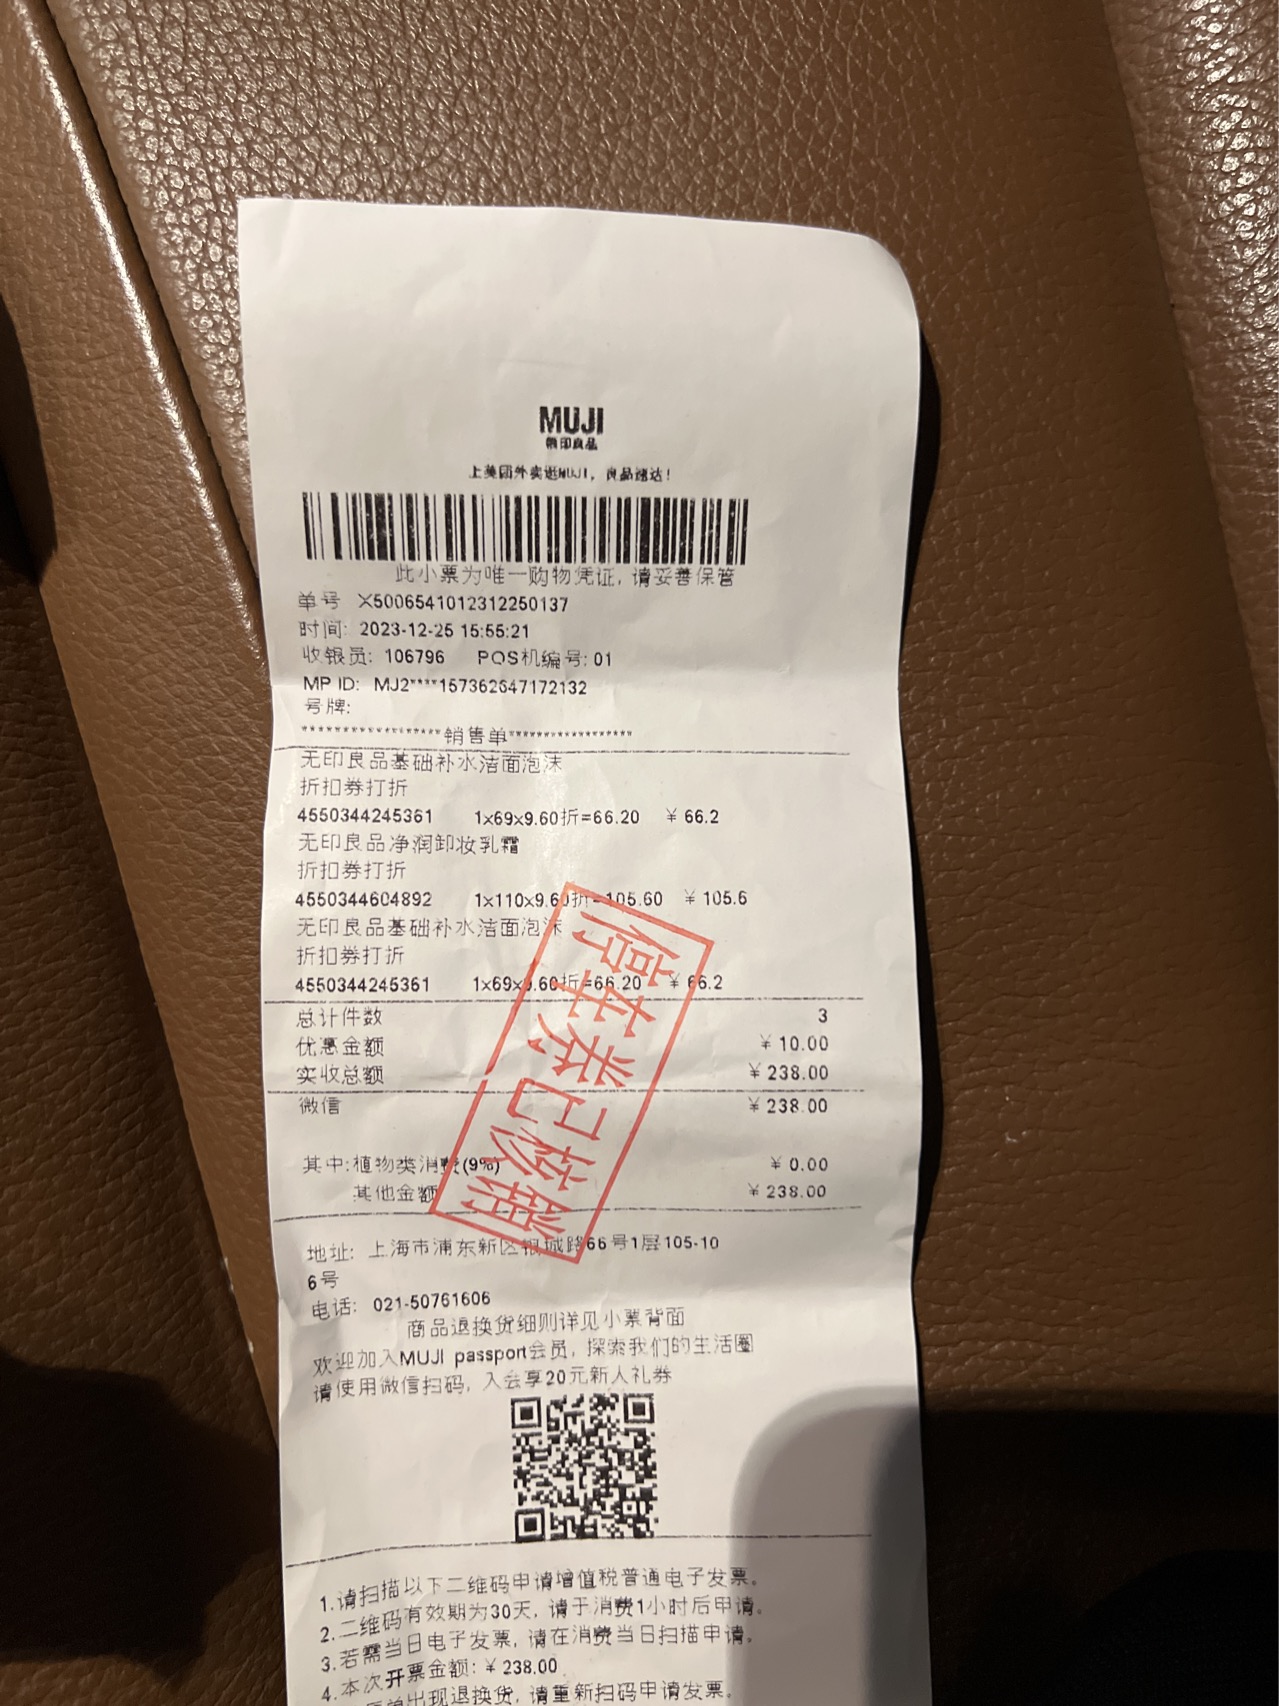 MUJI
無印良品
上美团外卖逛MUJI，良品速达！
此小票为唯一购物凭证，请妥善保管
单号 X5006541012312250137
时间: 2023-12-25 15:55:21
收银员: 106796 POS机编号: 01
MP ID: MJ2****157362647172132
号牌:
*******************销售单*****************
无印良品基础补水洁面泡沫
折扣券打折
4550344245361 1x69x9.60折=66.20 ￥66.2
无印良品净润卸妆乳霜
折扣券打折
4550344604892 1x110x9.60折=105.60 ￥105.6
无印良品基础补水洁面泡沫
折扣券打折
4550344245361 1x69x9.60折=66.20 ￥66.2
总计件数 3
优惠金额 ￥10.00
实收总额 ￥238.00
微信 ￥238.00
其中:植物类消费(9%) ￥0.00
其他金额 ￥238.00
停车券已核销
地址: 上海市浦东新区银城路66号1层105-10
6号
电话: 021-50761606
商品退换货细则详见小票背面
欢迎加入MUJI passport会员, 探索我们的生活圈
请使用微信扫码, 入会享20元新人礼券
1.请扫描以下二维码申请增值税普通电子发票。
2.二维码有效期为30天, 请于消费1小时后申请。
3.若需当日电子发票, 请在消费当日扫描申请。
4.本次开票金额: ￥238.00
出现退换货, 请重新扫码申请发票。